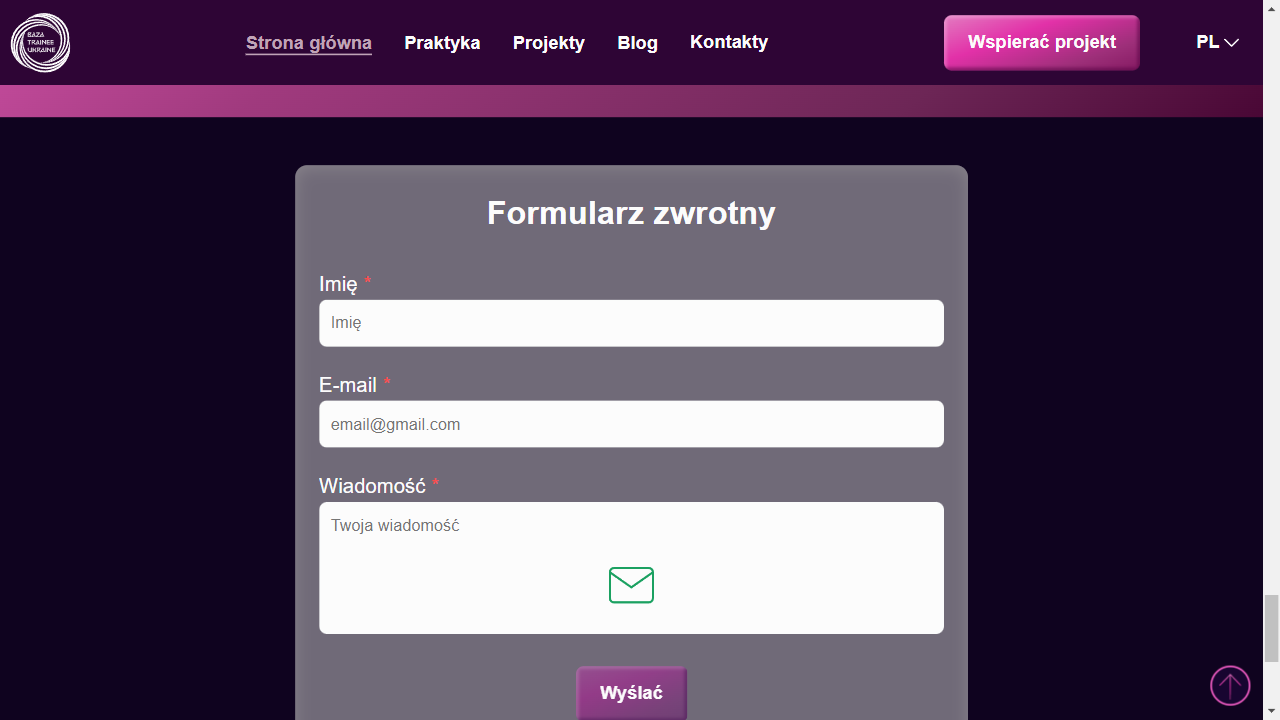 BAZA
TRAINEE
UKRAINE
Strona główna
Praktyka
Projekty
Blog
Kontakty
Wspierać projekt
PL
Formularz zwrotny
Imię *
Imię
E-mail *
email@gmail.com
Wiadomość *
Twoja wiadomość
Wyślać